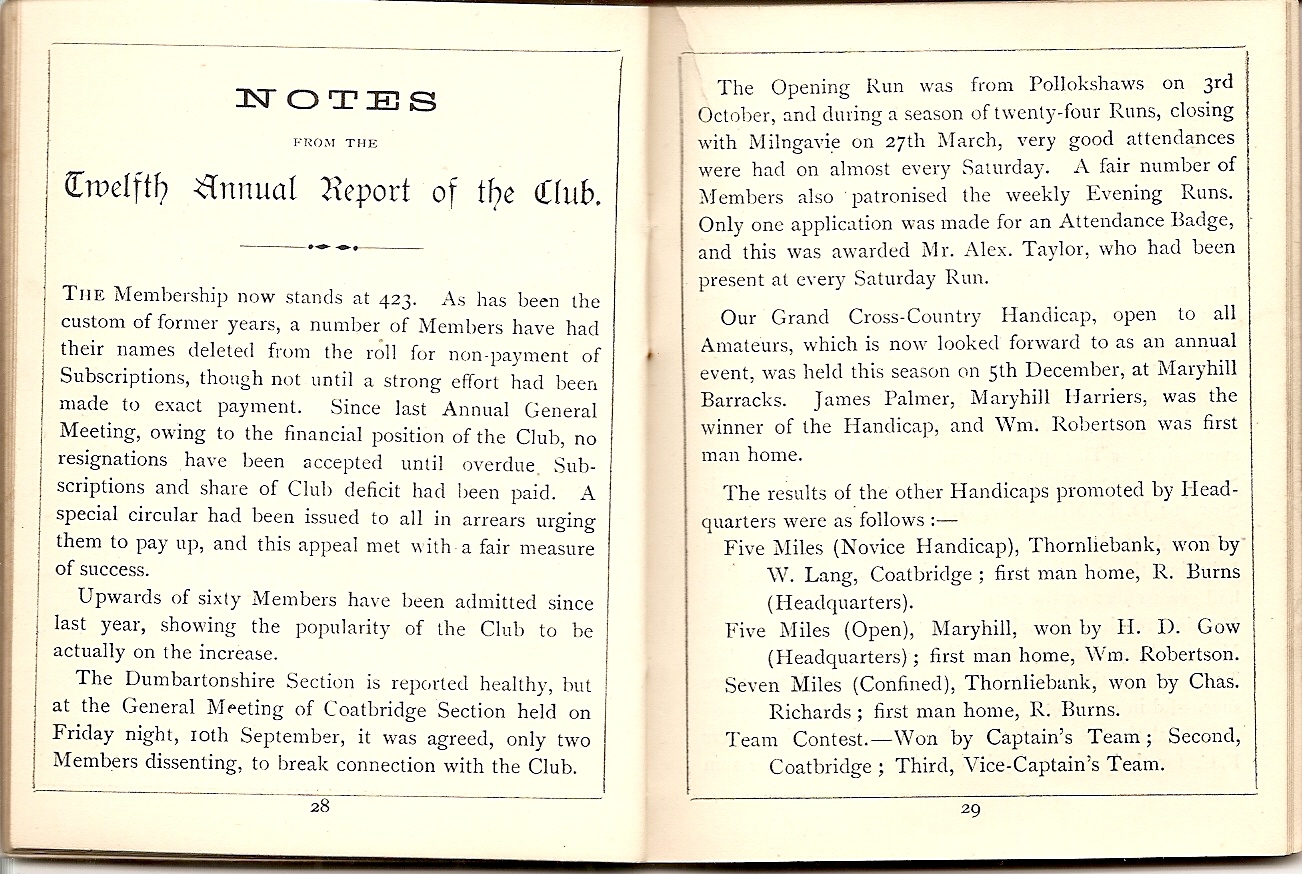 NOTES
FROM THE
Twelfth Annual Report of the Club.
THE Membership now stands at 423. As has been the
custom of former years, a number of Members have had
their names deleted from the roll for non-payment of
Subscriptions, though not until a strong effort had been
made to exact payment. Since last Annual General
Meeting, owing to the financial position of the Club, no
resignations have been accepted until overdue Sub-
scriptions and share of Club deficit had been paid. A
special circular had been issued to all in arrears urging
them to pay up, and this appeal met with a fair measure
of success.
Upwards of sixty Members have been admitted since
last year, showing the popularity of the Club to be
actually on the increase.
The Dumbartonshire Section is reported healthy, but
at the General Meeting of Coatbridge Section held on
Friday night, 10th September, it was agreed, only two
Members dissenting, to break connection with the Club.
28
The Opening Run was from Pollokshaws on 3rd
October, and during a season of twenty-four Runs, closing
with Milngavie on 27th March, very good attendances
were had on almost every Saturday. A fair number of
Members also patronised the weekly Evening Runs.
Only one application was made for an Attendance Badge,
and this was awarded Mr. Alex. Taylor, who had been
present at every Saturday Run.
Our Grand Cross-Country Handicap, open to all
Amateurs, which is now looked forward to as an annual
event, was held this season on 5th December, at Maryhill
Barracks. James Palmer, Maryhill Harriers, was the
winner of the Handicap, and Wm. Robertson was first
man home.
The results of the other Handicaps promoted by Head-
quarters were as follows :—
Five Miles (Novice Handicap), Thornliebank, won by
W. Lang, Coatbridge ; first man home, R. Burns
(Headquarters).
Five Miles (Open), Maryhill, won by H. D. Gow
(Headquarters) ; first man home, Wm. Robertson.
Seven Miles (Confined), Thornliebank, won by Chas.
Richards ; first man home, R. Burns.
Team Contest.—Won by Captain's Team ; Second,
Coatbridge ; Third, Vice-Captain's Team.
29